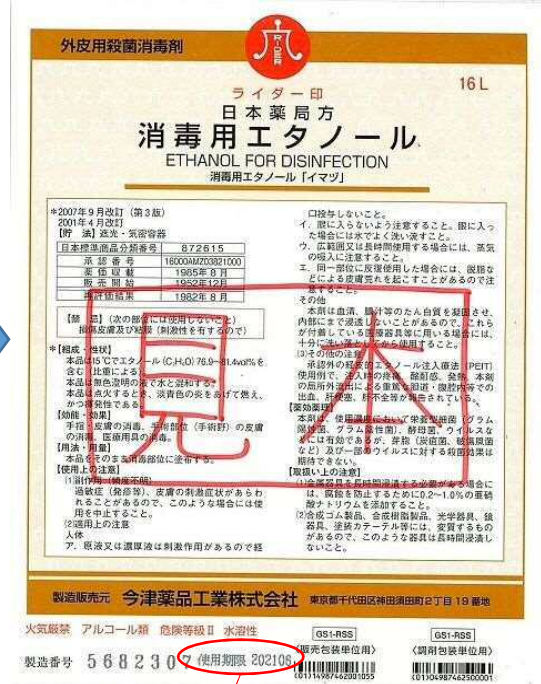 外皮用殺菌消毒剤
RIDER
16L
ライダー印
日本薬局方
消毒用エタノール
ETHANOL FOR DISINFECTION
消毒用エタノール「イマヅ」
*2007年9月改訂(第3版)
2001年4月改訂
【貯 法】遮光・気密容器
日本標準商品分類番号 872615
承認番号 16000AMZ03821000
薬価収載 1985年8月
販売開始 1952年12月
再評価結果 1982年8月
【禁 忌】(次の部位には使用しないこと)
損傷皮膚及び粘膜(刺激性を有するので)
*【組成・性状】
本品は15℃でエタノール(C₂H₆O)76.9~81.4vol%を
含む(比重による)。
本品は無色澄明の液で水と混和する。
本品は点火するとき、淡青色の炎をあげて燃え、
かつ揮発性である。
【効能・効果】
手指・皮膚の消毒、手術部位(手術野)の皮膚
の消毒、医療用具の消毒。
【用法・用量】
本品をそのまま消毒部位に塗布する。
【使用上の注意】
(1)副作用(頻度不明)
過敏症(発疹等)、皮膚の刺激症状があらわ
れることがあるので、このような場合には使
用を中止すること。
(2)適用上の注意
人体
ア.原液又は濃厚液は刺激作用があるので経
口投与しないこと。
イ.眼に入らないよう注意すること。眼に入っ
た場合には水でよく洗い流すこと。
ウ.広範囲又は長時間使用する場合には、蒸気
の吸入に注意すること。
エ.同一部位に反復使用した場合には、脱脂な
どによる皮膚荒れを起こすことがあるので注
意すること。
その他
本剤は血清、膿汁等のたん白質を凝固させ、
内部にまで浸透しないことがあるので、これら
が付着している医療器具等に用いる場合には、
十分に洗い落としてから使用すること。
(3)その他の注意
承認外の経皮的エタノール注入療法(PEIT)
使用例で、注入時の疼痛、酩酊感、発熱、本剤
の局所外流出による重篤な胆道・腹腔内等での
出血、肝梗塞、肝不全等が報告されている。
【薬効薬理】
本剤は、使用濃度において栄養型細菌(グラム
陽性菌、グラム陰性菌)、酵母菌、ウイルスな
どには有効であるが、芽胞(炭疽菌、破傷風菌
など)及び一部のウイルスに対する殺菌効果は
期待できない。
【取扱い上の注意】
(1)金属器具を長時間浸漬する必要がある場合に
は、腐蝕を防止するために0.2~1.0%の亜硝
酸ナトリウムを添加すること。
(2)合成ゴム製品、合成樹脂製品、光学器具、鏡
器具、塗装カテーテル等には、変質するもの
があるので、このような器具は長時間浸漬し
ないこと。
見本
製造販売元 今津薬品工業株式会社 東京都千代田区神田須田町2丁目19番地
火気厳禁 アルコール類 危険等級Ⅱ 水溶性
GS1-RSS
〈販売包装単位用〉
(01)14987462001055
GS1-RSS
〈調剤包装単位用〉
(01)04987462500001
製造番号 5682307 使用期限 202106